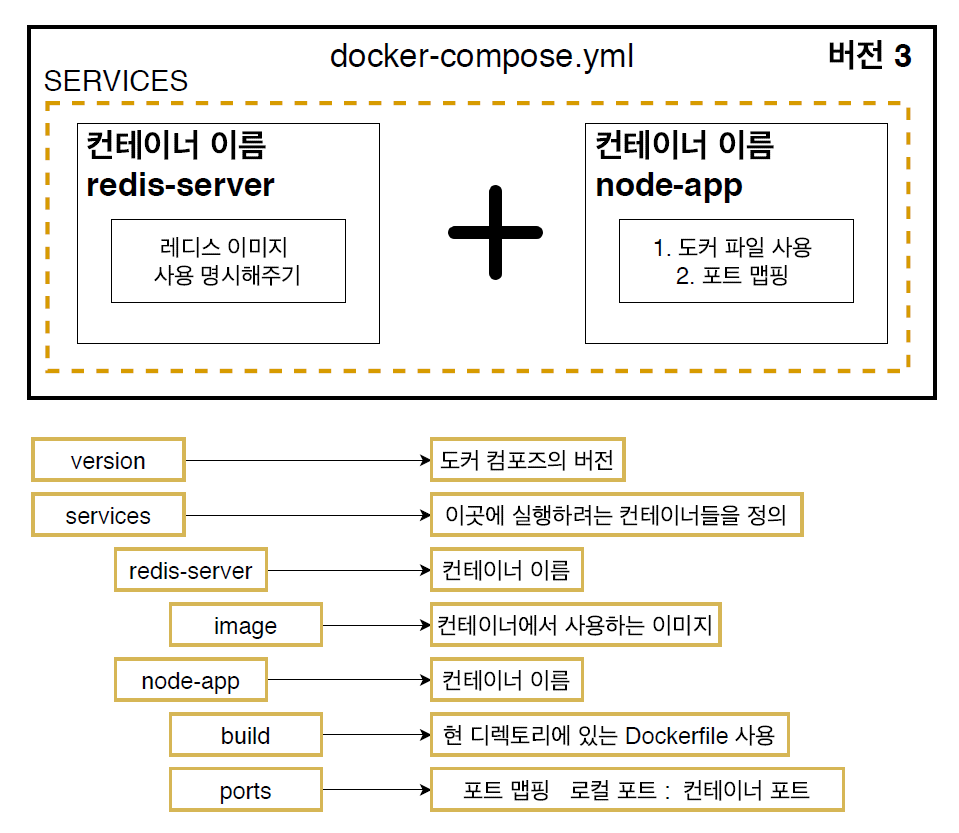 docker-compose.yml
버전 3
SERVICES
컨테이너 이름
redis-server
레디스 이미지
사용 명시해주기
컨테이너 이름
node-app
1. 도커 파일 사용
2. 포트 맵핑
version
도커 컴포즈의 버전
services
이곳에 실행하려는 컨테이너들을 정의
redis-server
컨테이너 이름
image
컨테이너에서 사용하는 이미지
node-app
컨테이너 이름
build
현 디렉토리에 있는 Dockerfile 사용
ports
포트 맵핑 로컬 포트 : 컨테이너 포트